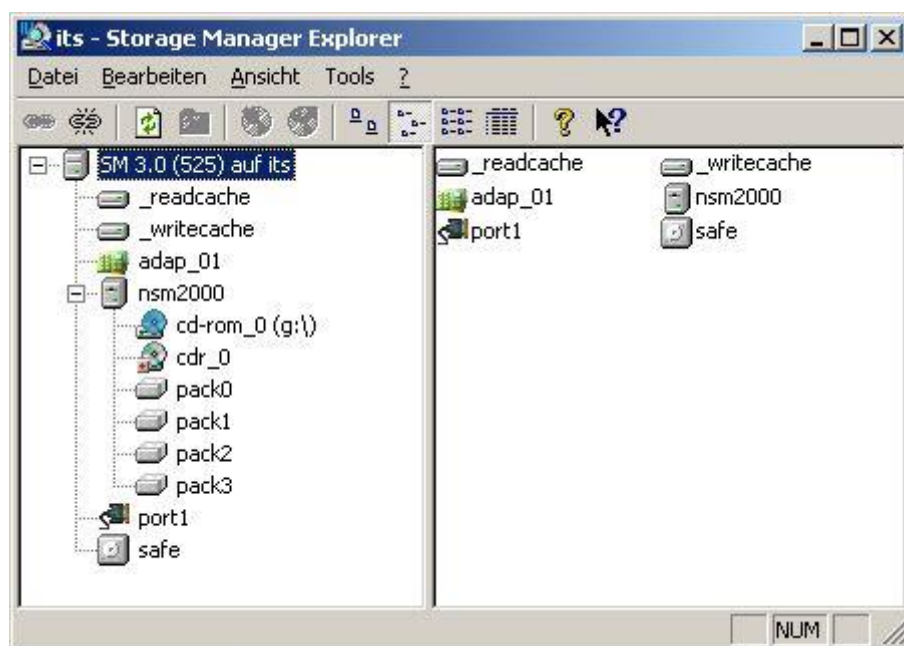 its - Storage Manager Explorer
Datei Bearbeiten Ansicht Tools ?
SM 3.0 (525) auf its
_readcache
_writecache
adap_01
nsm2000
cd-rom_0 (g:\)
cdr_0
pack0
pack1
pack2
pack3
port1
safe
_readcache _writecache
adap_01 nsm2000
port1 safe
NUM